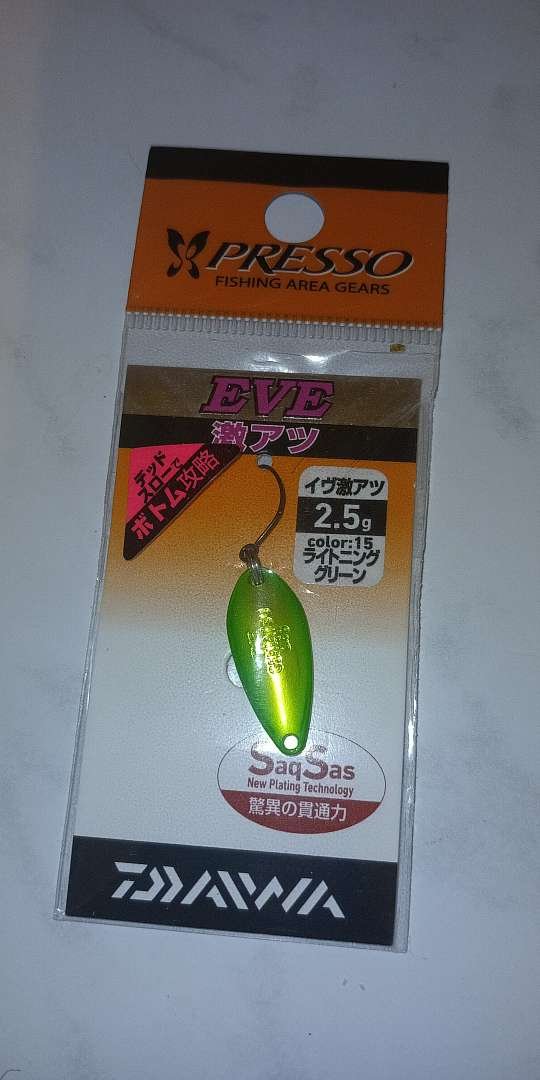 PRESSO
FISHING AREA GEARS
EVE
激アツ
デッド
スローで
ボトム攻略
イヴ激アツ
2.5g
color:15
ライトニング
グリーン
SaqSas
New Plating Technology
驚異の貫通力
DAIWA